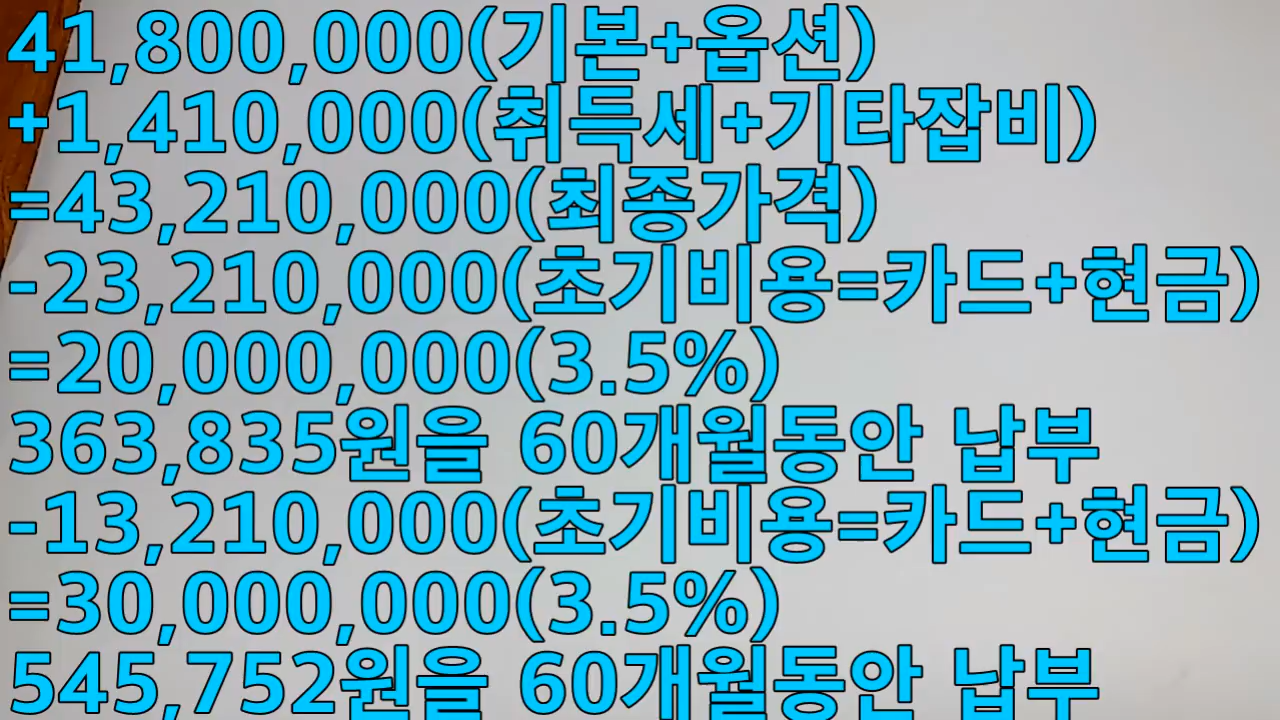 41,800,000(기본+옵션)
+1,410,000(취득세+기타잡비)
=43,210,000(최종가격)
-23,210,000(초기비용=카드+현금)
=20,000,000(3.5%)
363,835원을 60개월동안 납부
-13,210,000(초기비용=카드+현금)
=30,000,000(3.5%)
545,752원을 60개월동안 납부